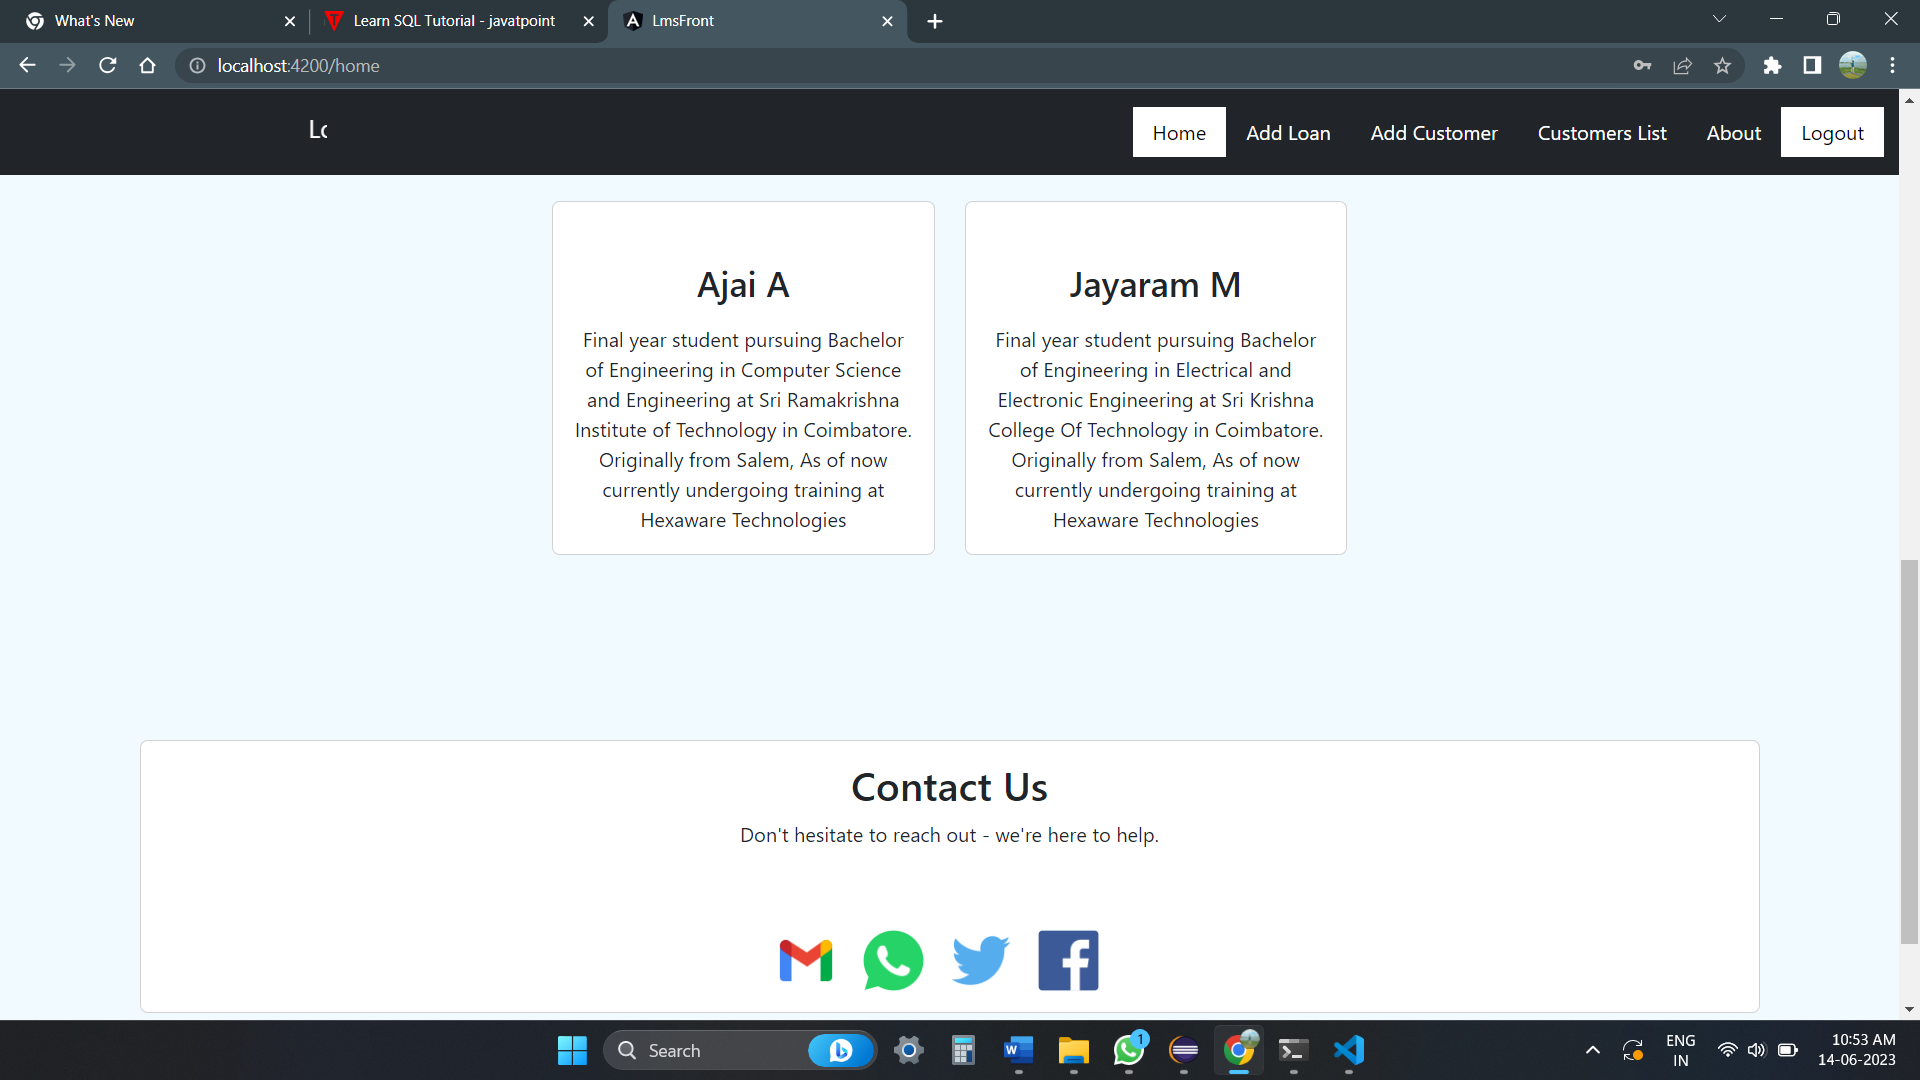 What's New
Learn SQL Tutorial - javatpoint
LmsFront
localhost:4200/home
Lo
Home
Add Loan
Add Customer
Customers List
About
Logout
Ajai A
Final year student pursuing Bachelor
of Engineering in Computer Science
and Engineering at Sri Ramakrishna
Institute of Technology in Coimbatore.
Originally from Salem, As of now
currently undergoing training at
Hexaware Technologies
Jayaram M
Final year student pursuing Bachelor
of Engineering in Electrical and
Electronic Engineering at Sri Krishna
College Of Technology in Coimbatore.
Originally from Salem, As of now
currently undergoing training at
Hexaware Technologies
Contact Us
Don't hesitate to reach out - we're here to help.
Search
1
ENG
IN
10:53 AM
14-06-2023